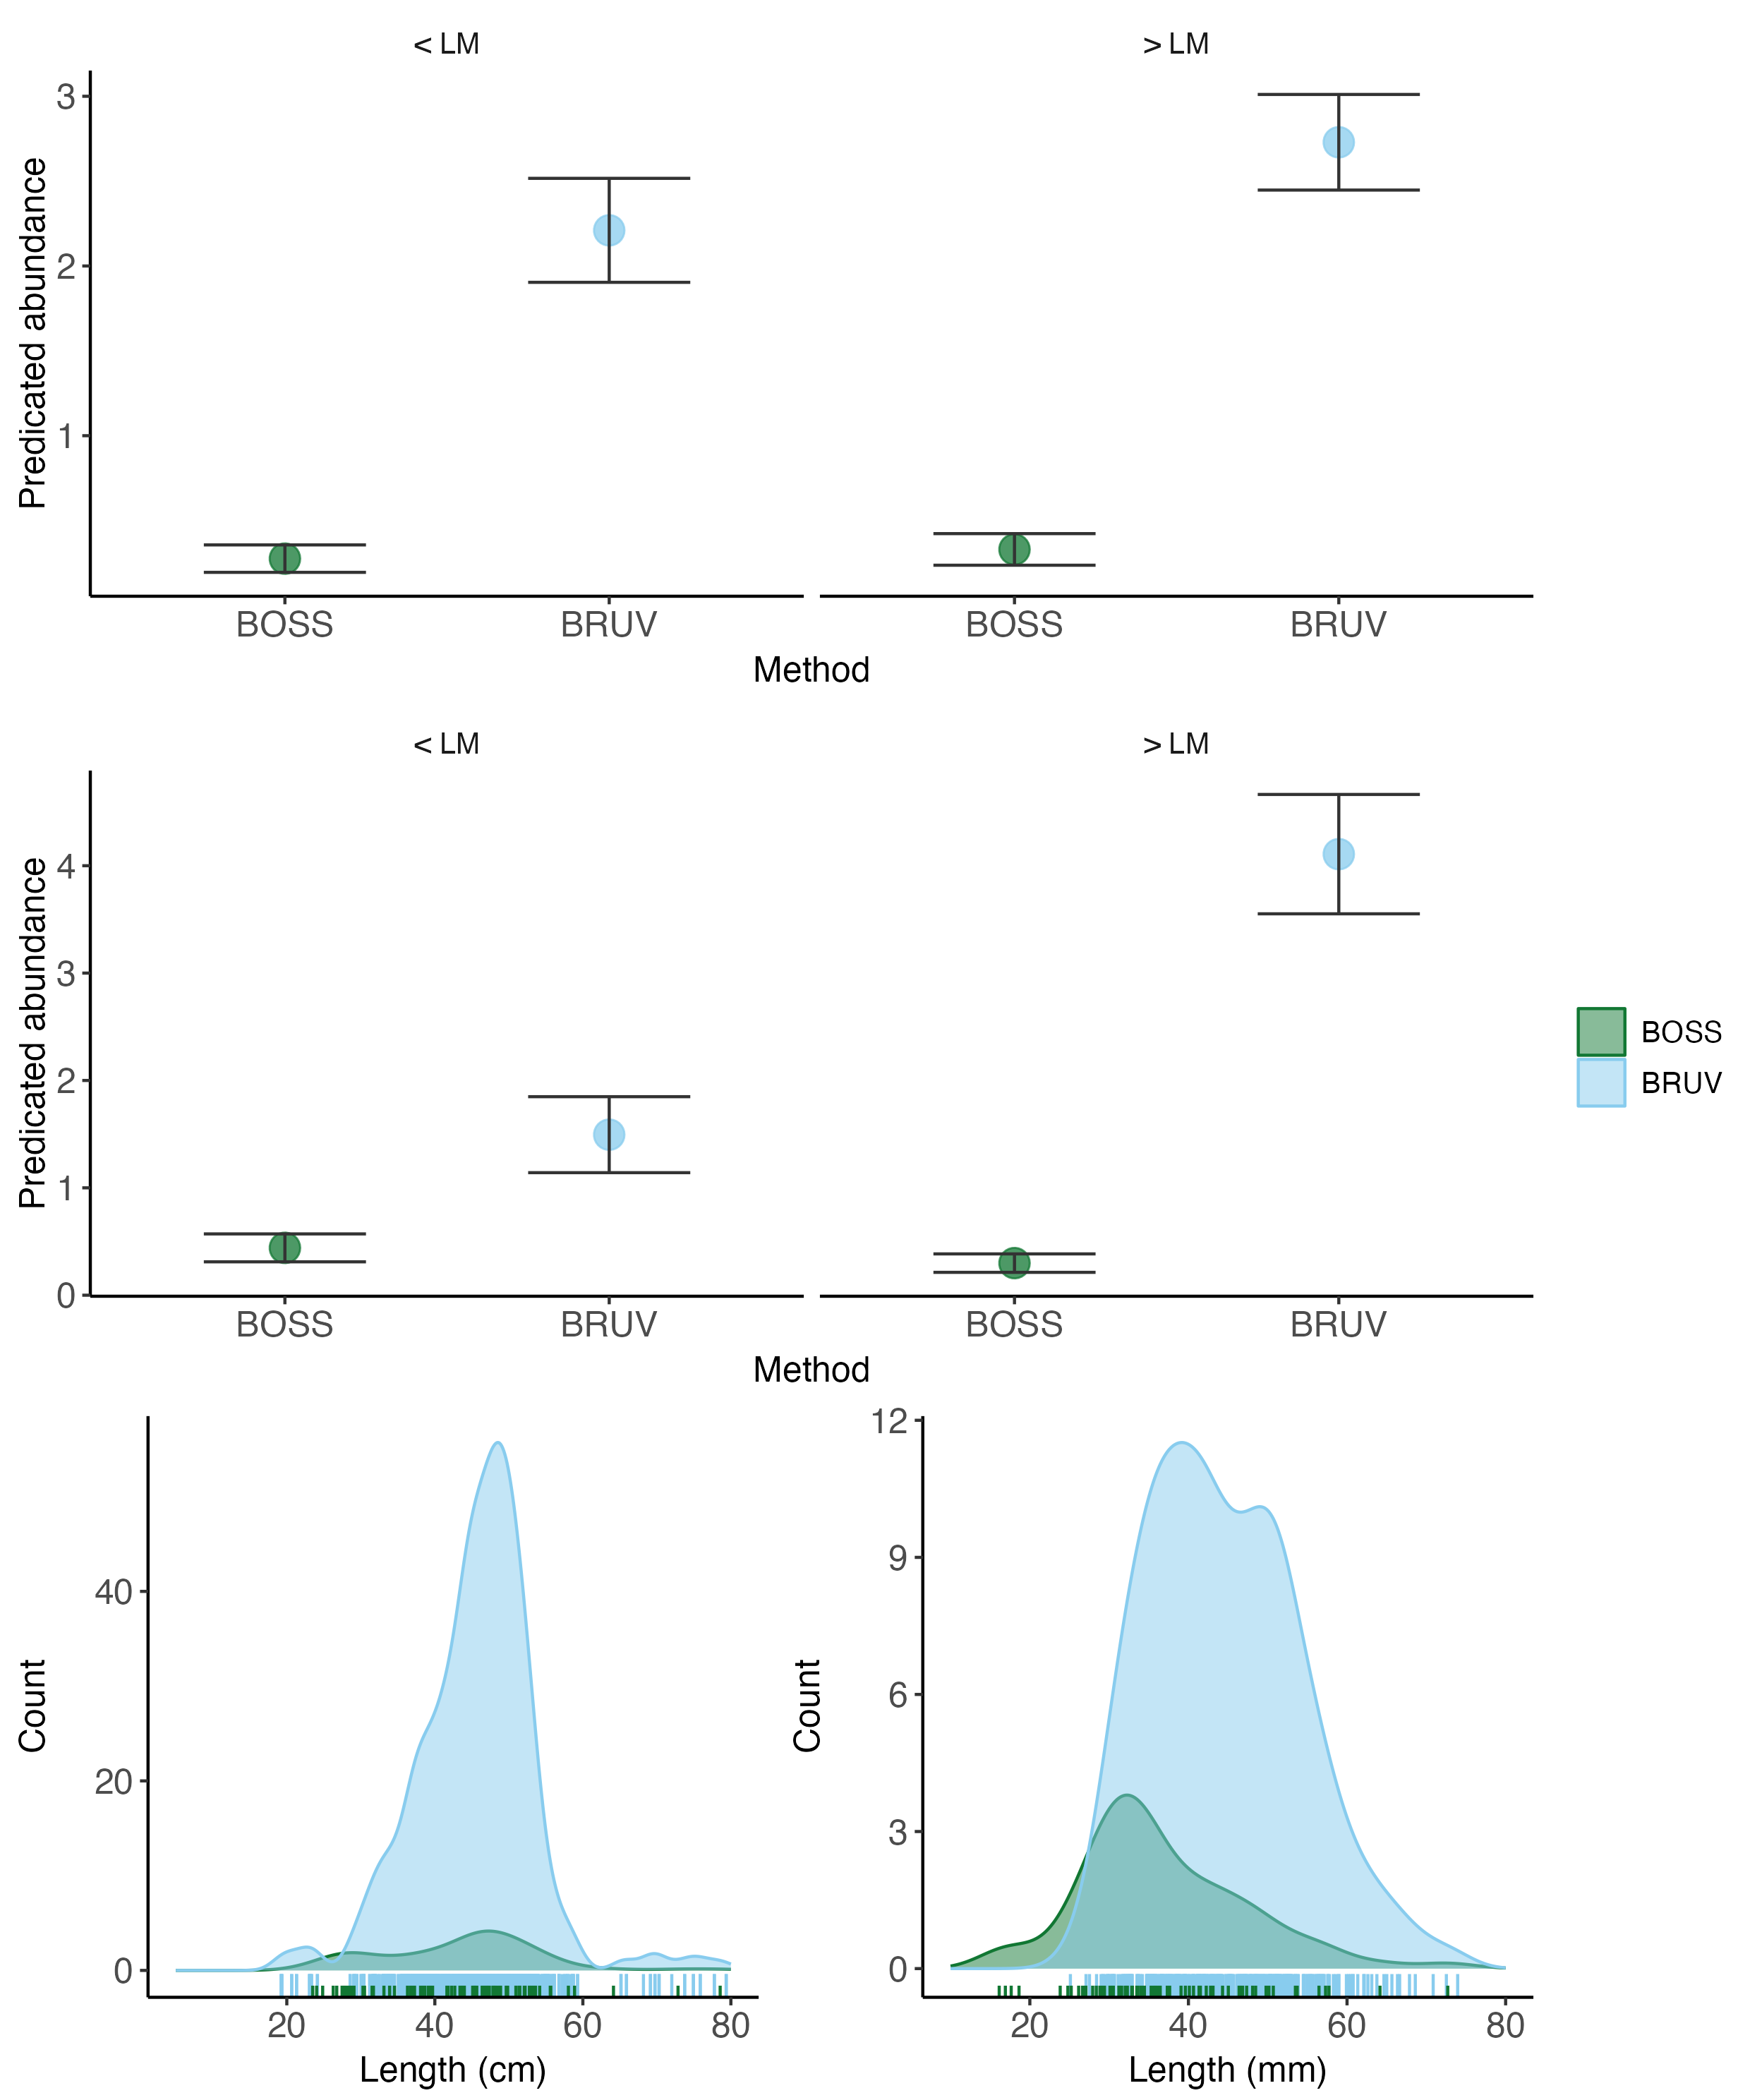 < LM > LM
Predicated abundance
3
2
1
BOSS BRUV BOSS BRUV
Method
< LM > LM
Predicated abundance
4
3
2
1
0
BOSS BRUV BOSS BRUV
Method
BOSS
BRUV
Count
40
20
0
20 40 60 80
Length (cm)
Count
12
9
6
3
0
20 40 60 80
Length (mm)